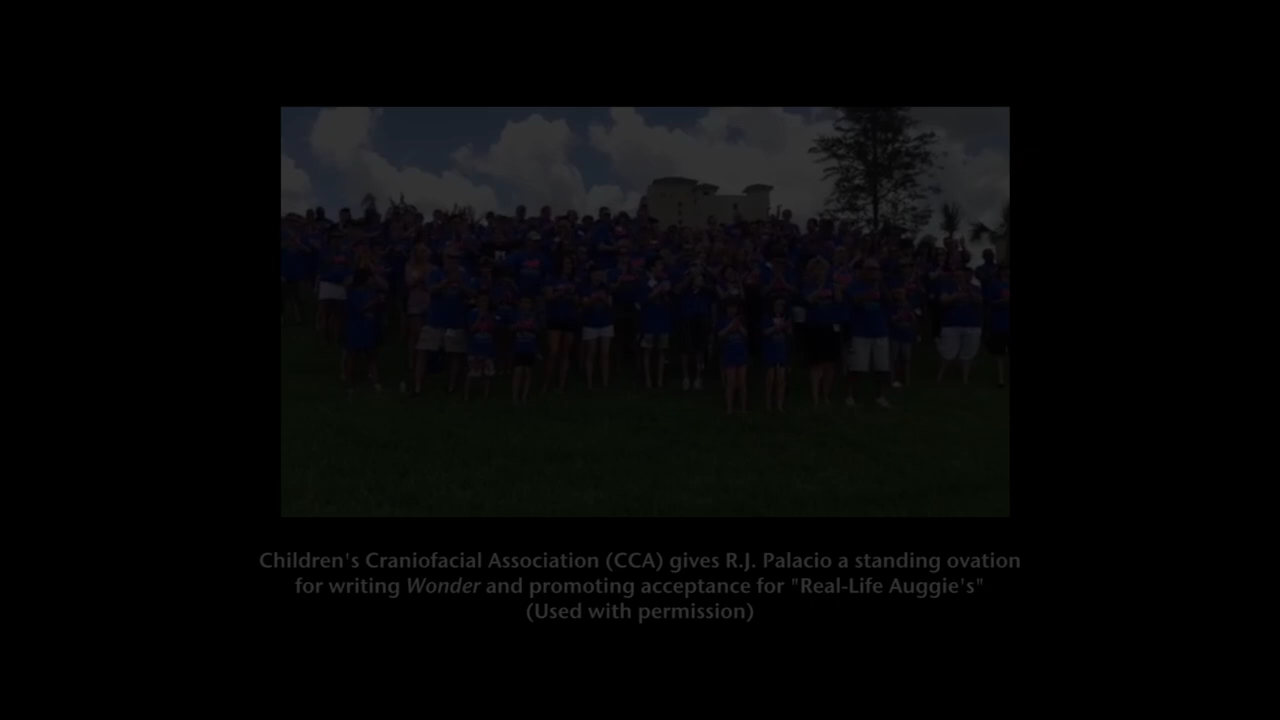 Children's Craniofacial Association (CCA) gives R.J. Palacio a standing ovation
for writing Wonder and promoting acceptance for "Real-Life Auggie's"
(Used with permission)